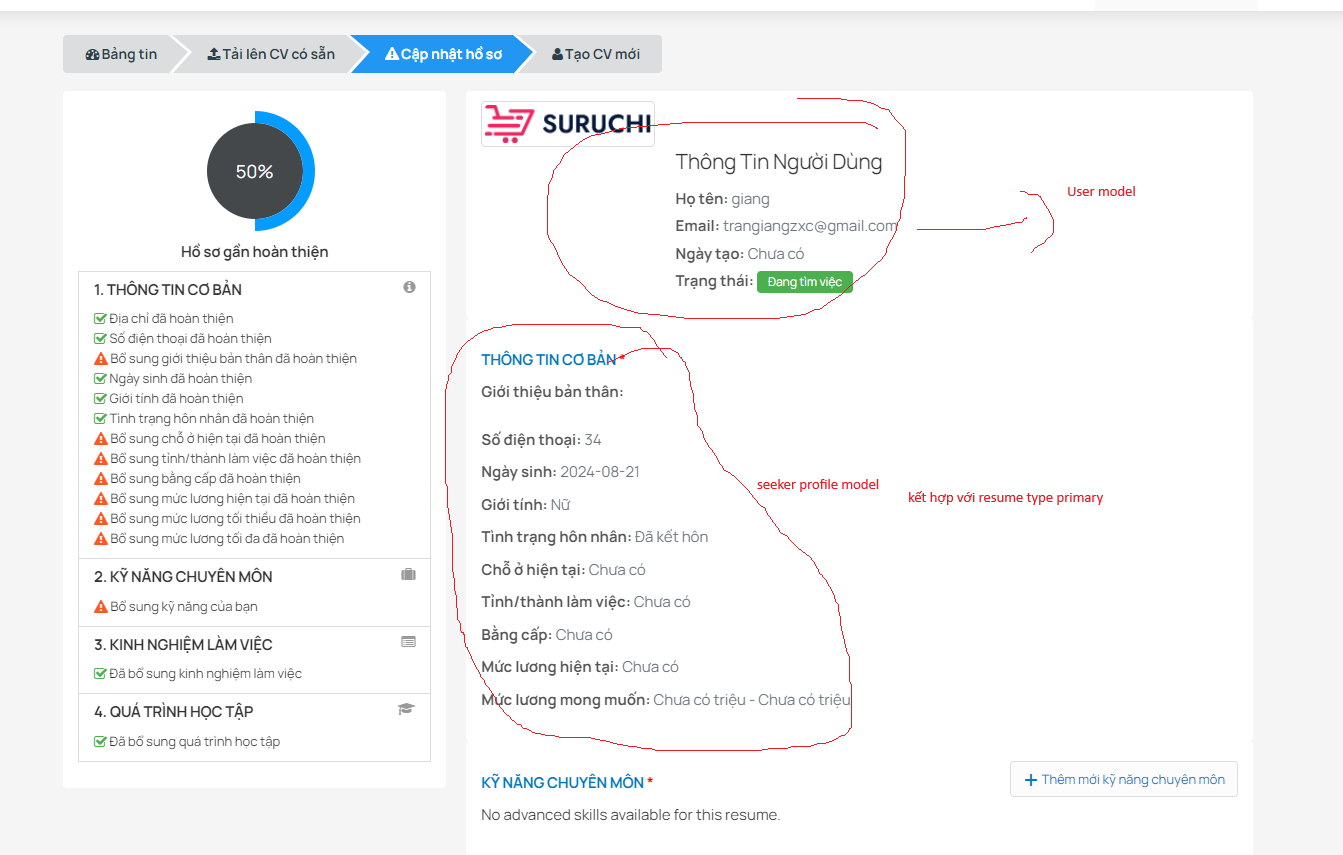 Bảng tin
Tải lên CV có sẵn
Cập nhật hồ sơ
Tạo CV mới
50%
Hồ sơ gần hoàn thiện
1. THÔNG TIN CƠ BẢN
Địa chỉ đã hoàn thiện
Số điện thoại đã hoàn thiện
Bổ sung giới thiệu bản thân đã hoàn thiện
Ngày sinh đã hoàn thiện
Giới tính đã hoàn thiện
Tình trạng hôn nhân đã hoàn thiện
Bổ sung chỗ ở hiện tại đã hoàn thiện
Bổ sung tỉnh/thành làm việc đã hoàn thiện
Bổ sung bằng cấp đã hoàn thiện
Bổ sung mức lương hiện tại đã hoàn thiện
Bổ sung mức lương tối thiểu đã hoàn thiện
Bổ sung mức lương tối đa đã hoàn thiện
2. KỸ NĂNG CHUYÊN MÔN
Bổ sung kỹ năng của bạn
3. KINH NGHIỆM LÀM VIỆC
Đã bổ sung kinh nghiệm làm việc
4. QUÁ TRÌNH HỌC TẬP
Đã bổ sung quá trình học tập
SURUCHI
Thông Tin Người Dùng
Họ tên: giang
Email: trangiangzxc@gmail.com
Ngày tạo: Chưa có
Trạng thái: Đang tìm việc
User model
THÔNG TIN CƠ BẢN *
Giới thiệu bản thân:
Số điện thoại: 34
Ngày sinh: 2024-08-21
Giới tính: Nữ
Tình trạng hôn nhân: Đã kết hôn
Chỗ ở hiện tại: Chưa có
Tỉnh/thành làm việc: Chưa có
Bằng cấp: Chưa có
Mức lương hiện tại: Chưa có
Mức lương mong muốn: Chưa có triệu - Chưa có triệu
seeker profile model
kết hợp với resume type primary
KỸ NĂNG CHUYÊN MÔN *
Thêm mới kỹ năng chuyên môn
No advanced skills available for this resume.